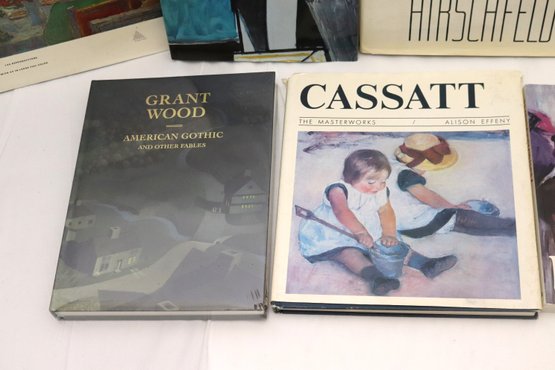 HIRSCHFELD
GRANT
WOOD
AMERICAN GOTHIC
AND OTHER FABLES
CASSATT
THE MASTERWORKS / ALISON EFFENY